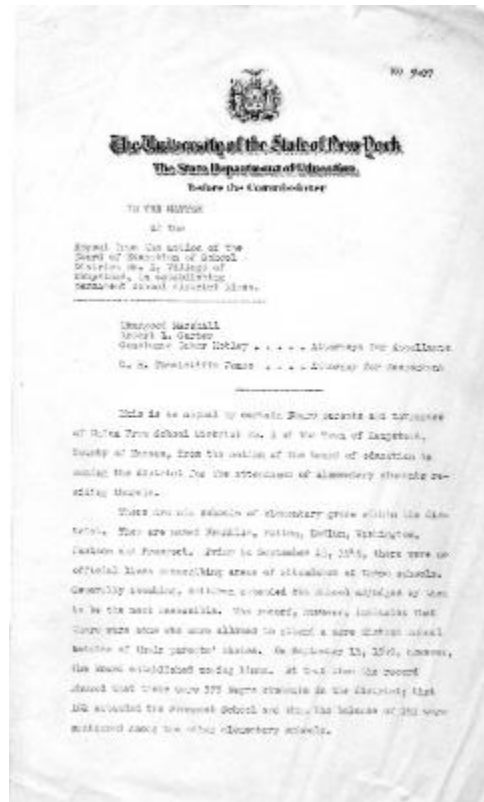 The University of the State of New York
The State Department of Education
Before the Commissioner
IN THE MATTER
of the
Appeal from the action of the
Board of Education of School
District No. 1, Village of
Hempstead, in establishing
permanent school district lines.
Thurgood Marshall
Robert L. Carter
Constance Baker Motley . . . . . Attorneys for Appellants
. . . . Attorney for Respondent
This is an appeal by certain Negro parents and taxpayers
of Union Free School District No. 1 of the Town of Hempstead,
County of Nassau, from the action of the board of education in
zoning the district for the attendance of elementary students re-
siding therein.
There are six schools of elementary grade within the dis-
trict. They are named Franklin, Fulton, Ludlum, Washington,
Jackson and Prospect. Prior to September 13, 1949, there were no
official lines prescribing areas of attendance at these schools.
Generally speaking, children attended the school adjudged by them
to be the most accessible. The record, however, indicates that
there were some who were allowed to attend a more distant school
because of their parents' choice. On September 13, 1949, however,
the board established zoning lines. At that time the record
showed that there were 375 Negro students in the district; that
attended the Prospect School and that the balance of were
scattered among the other elementary schools.